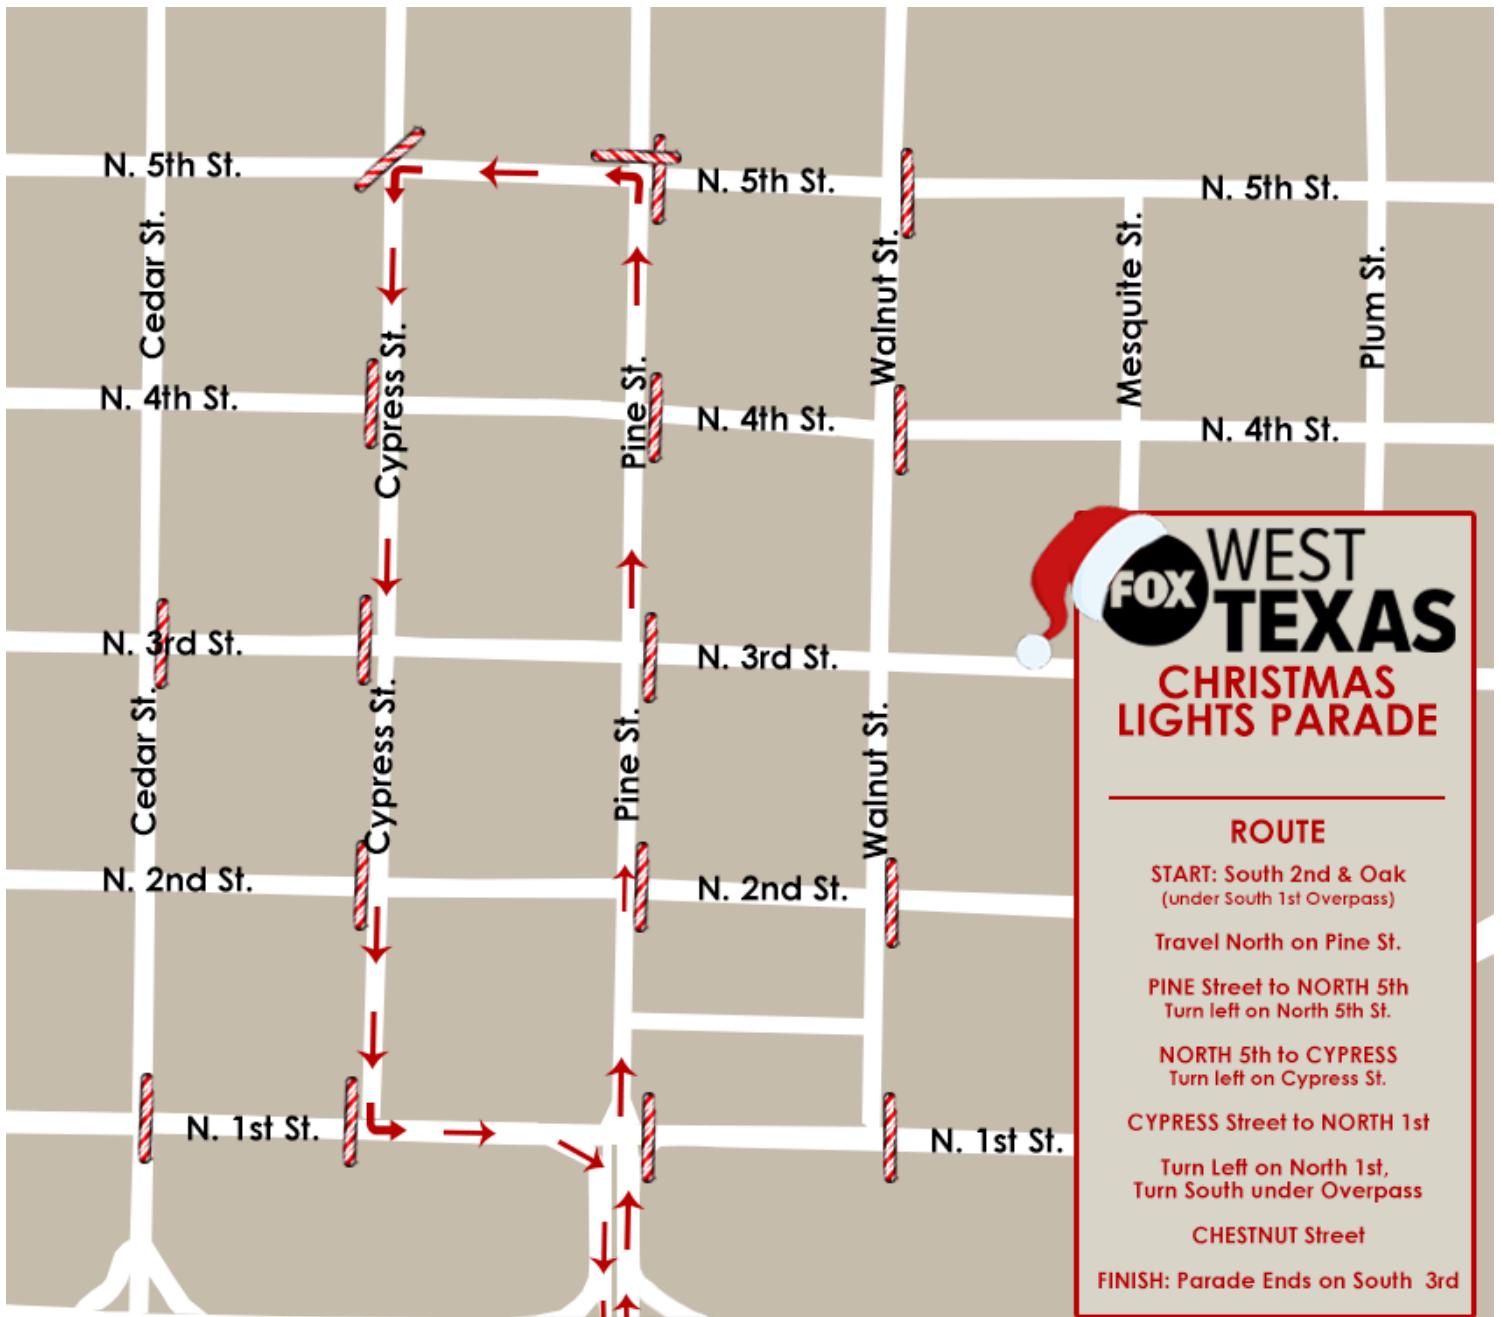 N. 5th St.
N. 5th St.
N. 5th St.
Cedar St.
Cypress St.
Pine St.
Walnut St.
Mesquite St.
Plum St.
N. 4th St.
N. 4th St.
N. 4th St.
N. 3rd St.
N. 3rd St.
Cedar St.
Cypress St.
Pine St.
Walnut St.
N. 2nd St.
N. 2nd St.
N. 1st St.
N. 1st St.
FOX WEST
TEXAS
CHRISTMAS
LIGHTS PARADE
ROUTE
START: South 2nd & Oak
(under South 1st Overpass)
Travel North on Pine St.
PINE Street to NORTH 5th
Turn left on North 5th St.
NORTH 5th to CYPRESS
Turn left on Cypress St.
CYPRESS Street to NORTH 1st
Turn Left on North 1st,
Turn South under Overpass
CHESTNUT Street
FINISH: Parade Ends on South 3rd